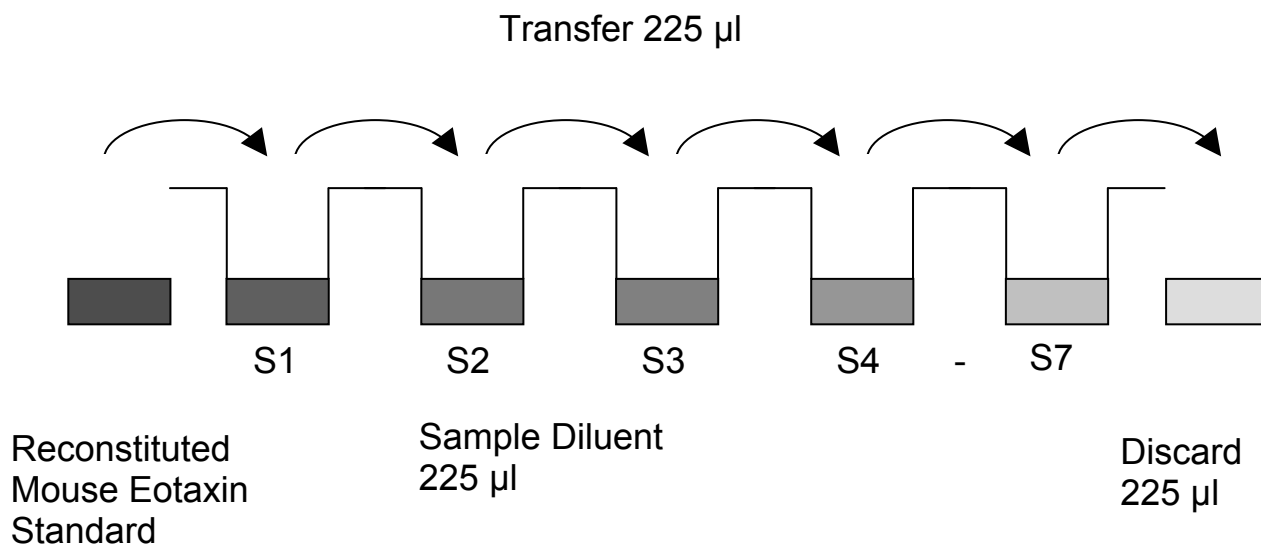 Transfer 225 µl
S1 S2 S3 S4 - S7
Reconstituted
Mouse Eotaxin
Standard
Sample Diluent
225 µl
Discard
225 µl